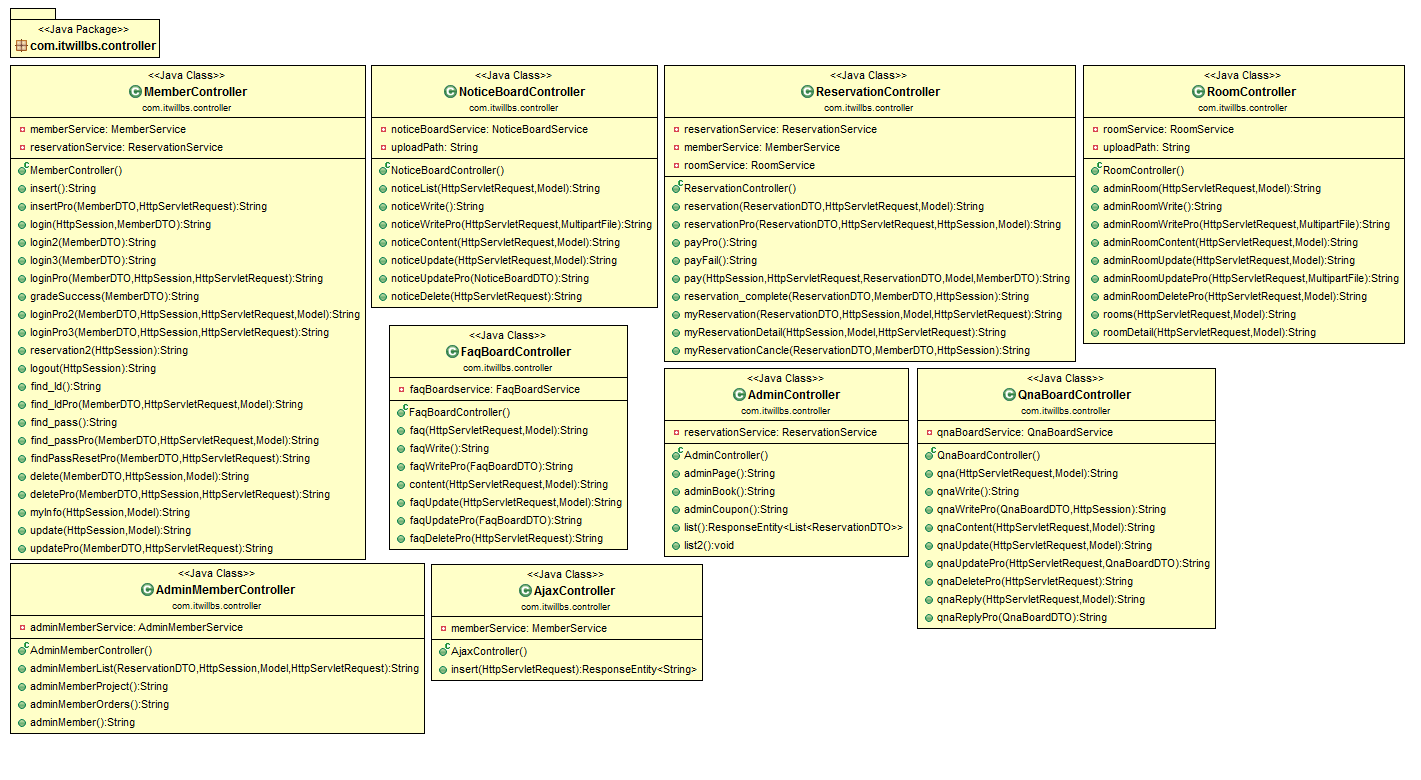 <<Java Package>>
com.itwillbs.controller
<<Java Class>>
MemberController
com.itwillbs.controller
memberService: MemberService
reservationService: ReservationService
MemberController()
insert():String
insertPro(MemberDTO,HttpServletRequest):String
login(HttpSession,MemberDTO):String
login2(MemberDTO):String
login3(MemberDTO):String
loginPro(MemberDTO,HttpSession,HttpServletRequest):String
gradeSuccess(MemberDTO):String
loginPro2(MemberDTO,HttpSession,HttpServletRequest,Model):String
loginPro3(MemberDTO,HttpSession,HttpServletRequest):String
reservation2(HttpSession):String
logout(HttpSession):String
find_Id():String
find_IdPro(MemberDTO,HttpServletRequest,Model):String
find_pass():String
find_passPro(MemberDTO,HttpServletRequest,Model):String
findPassResetPro(MemberDTO,HttpServletRequest):String
delete(MemberDTO,HttpSession,Model):String
deletePro(MemberDTO,HttpSession,HttpServletRequest):String
myInfo(HttpSession,Model):String
update(HttpSession,Model):String
updatePro(MemberDTO,HttpServletRequest):String
<<Java Class>>
NoticeBoardController
com.itwillbs.controller
noticeBoardService: NoticeBoardService
uploadPath: String
NoticeBoardController()
noticeList(HttpServletRequest,Model):String
noticeWrite():String
noticeWritePro(HttpServletRequest,MultipartFile):String
noticeContent(HttpServletRequest,Model):String
noticeUpdate(HttpServletRequest,Model):String
noticeUpdatePro(NoticeBoardDTO):String
noticeDelete(HttpServletRequest):String
<<Java Class>>
ReservationController
com.itwillbs.controller
reservationService: ReservationService
memberService: MemberService
roomService: RoomService
ReservationController()
reservation(ReservationDTO,HttpServletRequest,Model):String
reservationPro(ReservationDTO,HttpServletRequest,HttpSession,Model):String
payPro():String
payFail():String
pay(HttpSession,HttpServletRequest,ReservationDTO,Model,MemberDTO):String
reservation_complete(ReservationDTO,MemberDTO,HttpSession):String
myReservation(ReservationDTO,HttpSession,Model,HttpServletRequest):String
myReservationDetail(HttpSession,Model,HttpServletRequest):String
myReservationCancle(ReservationDTO,MemberDTO,HttpSession):String
<<Java Class>>
RoomController
com.itwillbs.controller
roomService: RoomService
uploadPath: String
RoomController()
adminRoom(HttpServletRequest,Model):String
adminRoomWrite():String
adminRoomWritePro(HttpServletRequest,MultipartFile):String
adminRoomContent(HttpServletRequest,Model):String
adminRoomUpdate(HttpServletRequest,Model):String
adminRoomUpdatePro(HttpServletRequest,MultipartFile):String
adminRoomDeletePro(HttpServletRequest,Model):String
rooms(HttpServletRequest,Model):String
roomDetail(HttpServletRequest,Model):String
<<Java Class>>
FaqBoardController
com.itwillbs.controller
faqBoardservice: FaqBoardService
FaqBoardController()
faq(HttpServletRequest,Model):String
faqWrite():String
faqWritePro(FaqBoardDTO):String
content(HttpServletRequest,Model):String
faqUpdate(HttpServletRequest,Model):String
faqUpdatePro(FaqBoardDTO):String
faqDeletePro(HttpServletRequest):String
<<Java Class>>
AdminController
com.itwillbs.controller
reservationService: ReservationService
AdminController()
adminPage():String
adminBook():String
adminCoupon():String
list():ResponseEntity<List<ReservationDTO>>
list2():void
<<Java Class>>
QnaBoardController
com.itwillbs.controller
qnaBoardService: QnaBoardService
QnaBoardController()
qna(HttpServletRequest,Model):String
qnaWrite():String
qnaWritePro(QnaBoardDTO,HttpSession):String
qnaContent(HttpServletRequest,Model):String
qnaUpdate(HttpServletRequest,Model):String
qnaUpdatePro(HttpServletRequest,QnaBoardDTO):String
qnaDeletePro(HttpServletRequest):String
qnaReply(HttpServletRequest,Model):String
qnaReplyPro(QnaBoardDTO):String
<<Java Class>>
AdminMemberController
com.itwillbs.controller
adminMemberService: AdminMemberService
AdminMemberController()
adminMemberList(ReservationDTO,HttpSession,Model,HttpServletRequest):String
adminMemberProject():String
adminMemberOrders():String
adminMember():String
<<Java Class>>
AjaxController
com.itwillbs.controller
memberService: MemberService
AjaxController()
insert(HttpServletRequest):ResponseEntity<String>